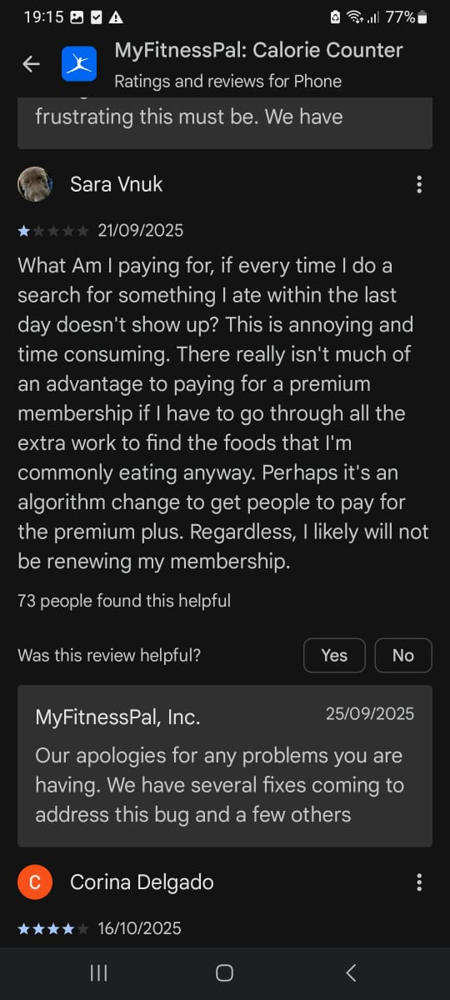 19:15
77%
MyFitnessPal: Calorie Counter
Ratings and reviews for Phone
frustrating this must be. We have
Sara Vnuk
21/09/2025
What Am I paying for, if every time I do a
search for something I ate within the last
day doesn't show up? This is annoying and
time consuming. There really isn't much of
an advantage to paying for a premium
membership if I have to go through all the
extra work to find the foods that I'm
commonly eating anyway. Perhaps it's an
algorithm change to get people to pay for
the premium plus. Regardless, I likely will not
be renewing my membership.
73 people found this helpful
Was this review helpful?
Yes
No
MyFitnessPal, Inc.
25/09/2025
Our apologies for any problems you are
having. We have several fixes coming to
address this bug and a few others
C
Corina Delgado
16/10/2025